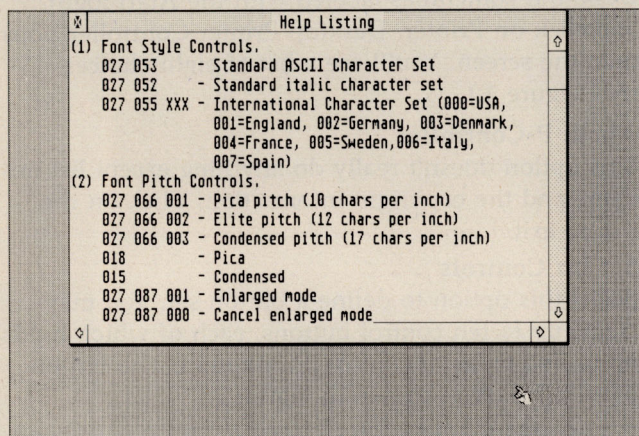 Help Listing
(1) Font Style Controls.
027 053 - Standard ASCII Character Set
027 052 - Standard italic character set
027 055 XXX - International Character Set (000=USA,
001=England, 002=Germany, 003=Denmark,
004=France, 005=Sweden,006=Italy,
007=Spain)
(2) Font Pitch Controls.
027 066 001 - Pica pitch (10 chars per inch)
027 066 002 - Elite pitch (12 chars per inch)
027 066 003 - Condensed pitch (17 chars per inch)
018 - Pica
015 - Condensed
027 087 001 - Enlarged mode
027 087 000 - Cancel enlarged mode